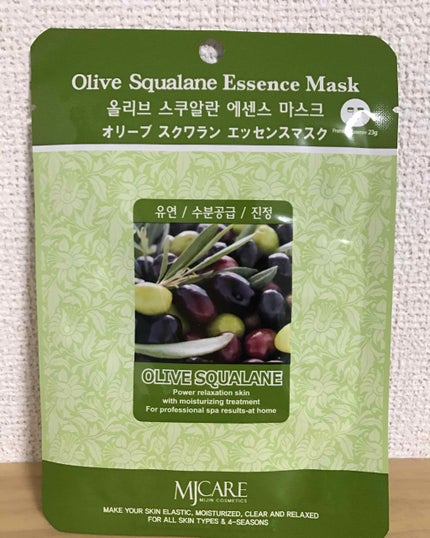 Olive Squalane Essence Mask
올리브 스쿠알란 에센스 마스크
オリーブ スクワラン エッセンスマスク
23g
유연 / 수분공급 / 진정
OLIVE SQUALANE
Power relaxation skin
with moisturizing treatment
For professional spa results-at home
MJCARE
MIJIN COSMETICS
MAKE YOUR SKIN ELASTIC, MOISTURIZED, CLEAR AND RELAXED
FOR ALL SKIN TYPES & 4-SEASONS